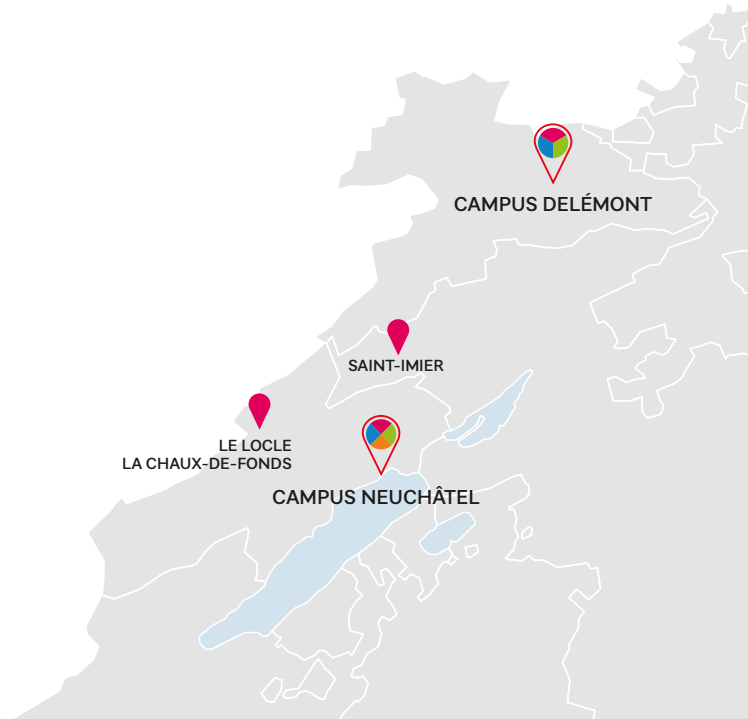 CAMPUS DELÉMONT
SAINT-IMIER
LE LOCLE
LA CHAUX-DE-FONDS
CAMPUS NEUCHÂTEL